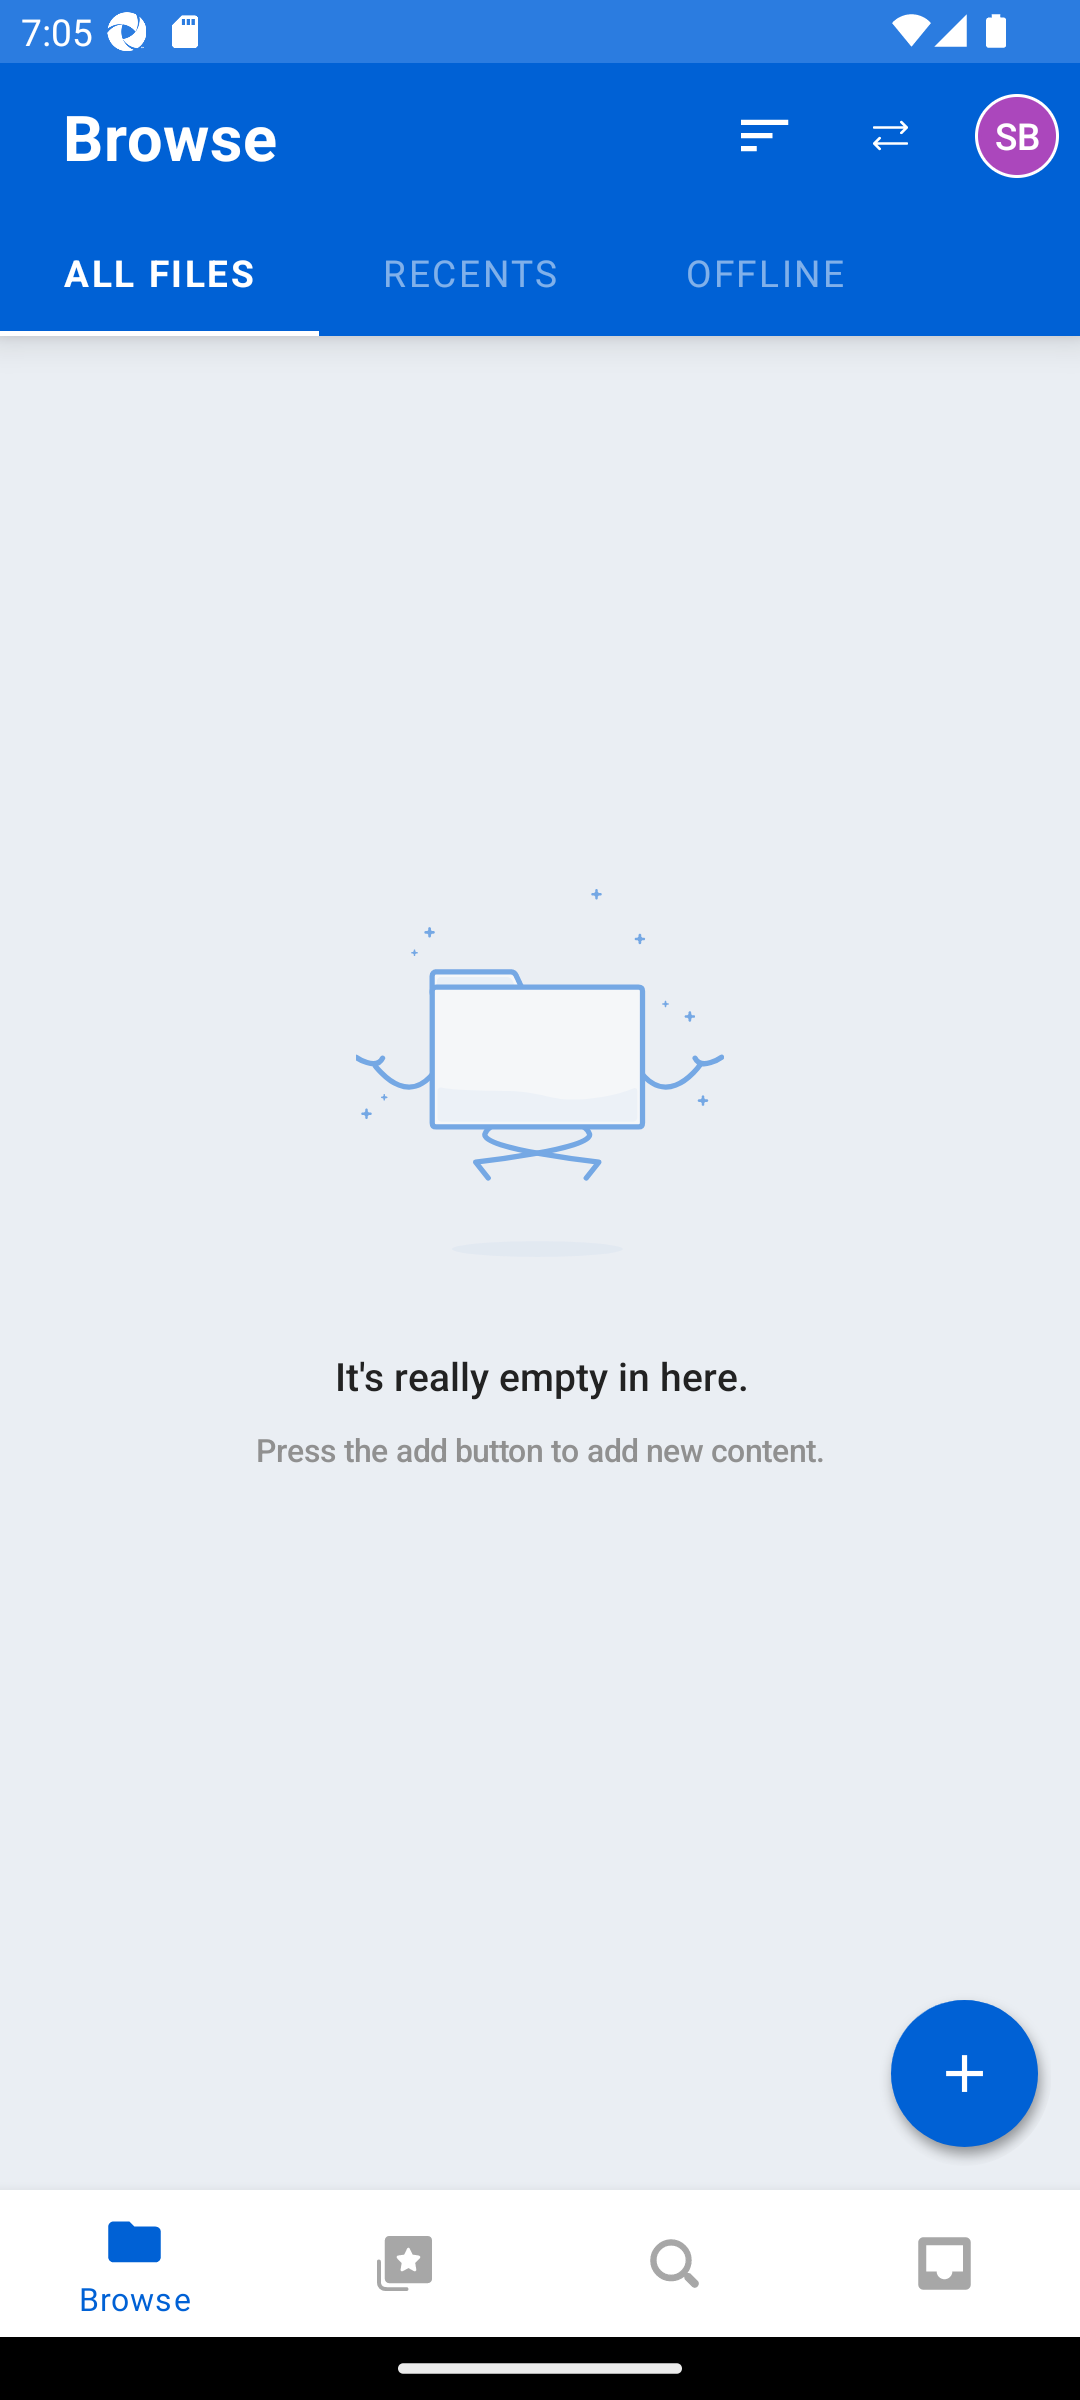 7:05
Browse
SB
ALL FILES
RECENTS
OFFLINE
It's really empty in here.
Press the add button to add new content.
Browse